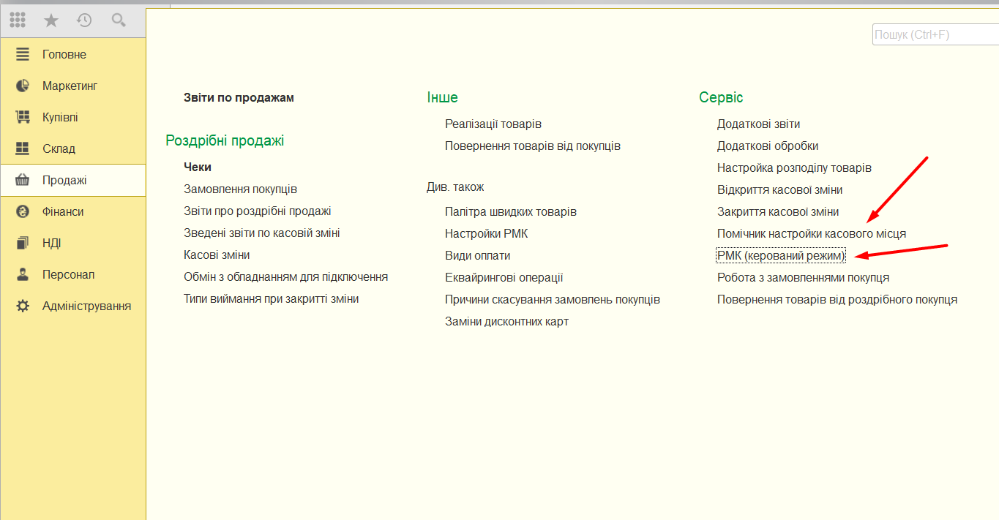 Пошук (Ctrl+F)
Головне
Маркетинг
Купівлі
Склад
Продажі
Фінанси
НДІ
Персонал
Адміністрування
Звіти по продажам
Роздрібні продажі
Чеки
Замовлення покупців
Звіти про роздрібні продажі
Зведені звіти по касовій зміні
Касові зміни
Обмін з обладнанням для підключення
Типи виймання при закритті зміни
Інше
Реалізації товарів
Повернення товарів від покупців
Див. також
Палітра швидких товарів
Настройки РМК
Види оплати
Еквайрингові операції
Причини скасування замовлень покупців
Заміни дисконтних карт
Сервіс
Додаткові звіти
Додаткові обробки
Настройка розподілу товарів
Відкриття касової зміни
Закриття касової зміни
Помічник настройки касового місця
РМК (керований режим)
Робота з замовленнями покупця
Повернення товарів від роздрібного покупця